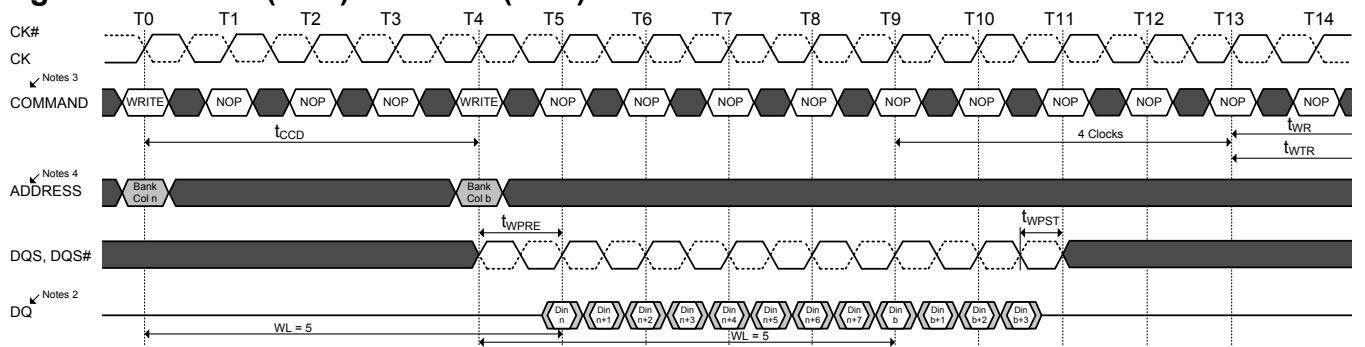 T0 T1 T2 T3 T4 T5 T6 T7 T8 T9 T10 T11 T12 T13 T14
CK#
CK
Notes 3
COMMAND
WRITE NOP NOP NOP WRITE NOP NOP NOP NOP NOP NOP NOP NOP NOP NOP
tCCD
4 Clocks
tWR
tWTR
Notes 4
ADDRESS
Bank Col n
Bank Col b
tWPRE
tWPST
DQS, DQS#
Notes 2
DQ
Din n Din n+1 Din n+2 Din n+3 Din n+4 Din n+5 Din n+6 Din n+7 Din b Din b+1 Din b+2 Din b+3
WL = 5
WL = 5